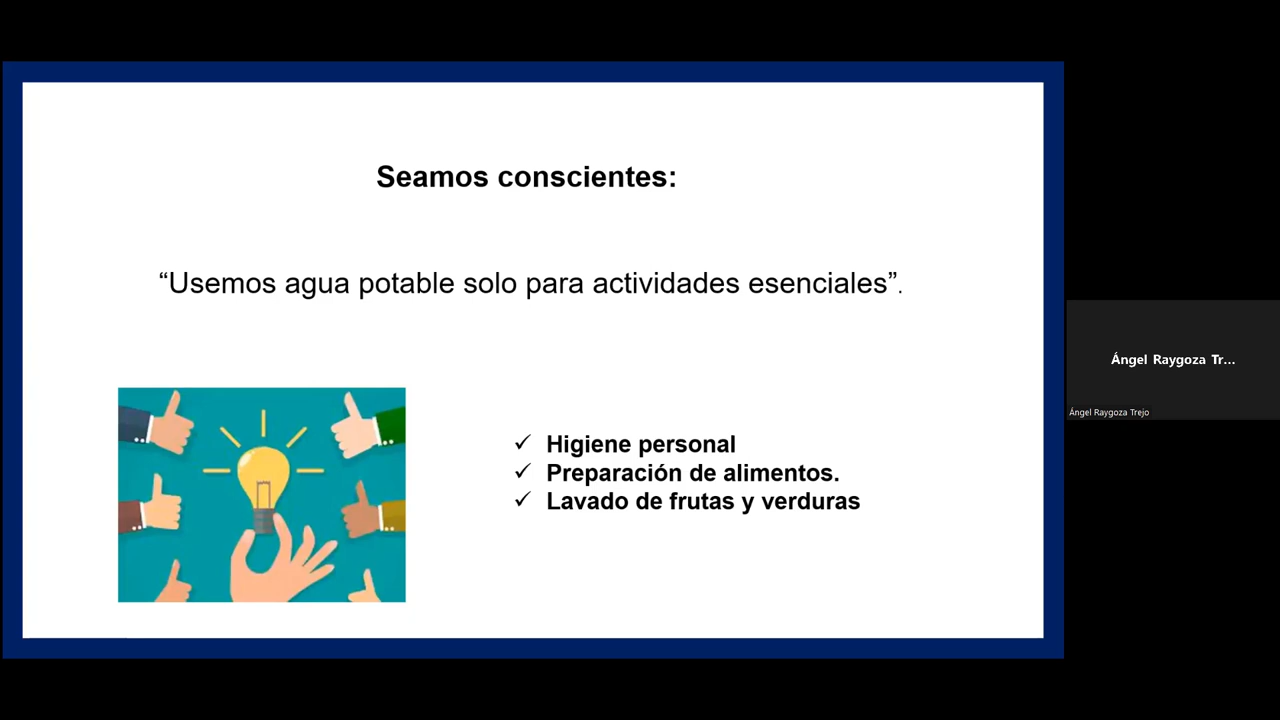 Seamos conscientes:
“Usemos agua potable solo para actividades esenciales”.
✓ Higiene personal
✓ Preparación de alimentos.
✓ Lavado de frutas y verduras
Ángel Raygoza Tr...
Ángel Raygoza Trejo